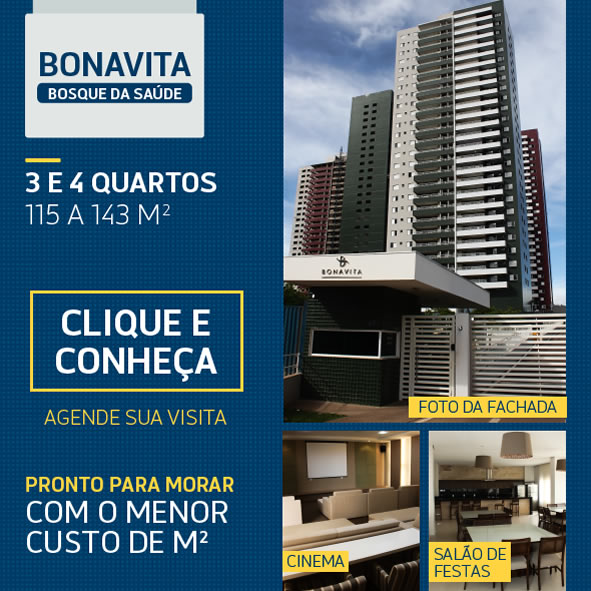 BONAVITA
BOSQUE DA SAÚDE
3 E 4 QUARTOS
115 A 143 M²
CLIQUE E
CONHEÇA
AGENDE SUA VISITA
PRONTO PARA MORAR
COM O MENOR
CUSTO DE M²
BONAVITA
FOTO DA FACHADA
CINEMA
SALÃO DE
FESTAS